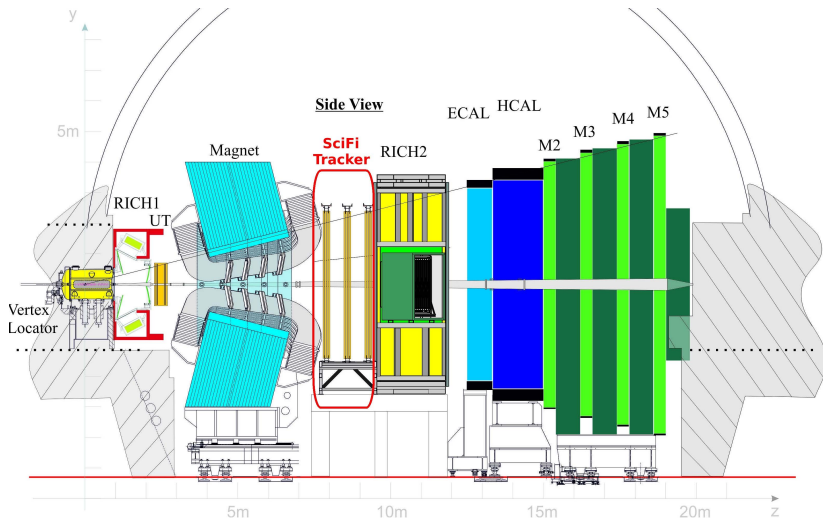 y
5m
Side View
ECAL
HCAL
M5
M4
M3
M2
Magnet
SciFi
Tracker
RICH2
RICH1
UT
Vertex
Locator
5m
10m
15m
20m
z